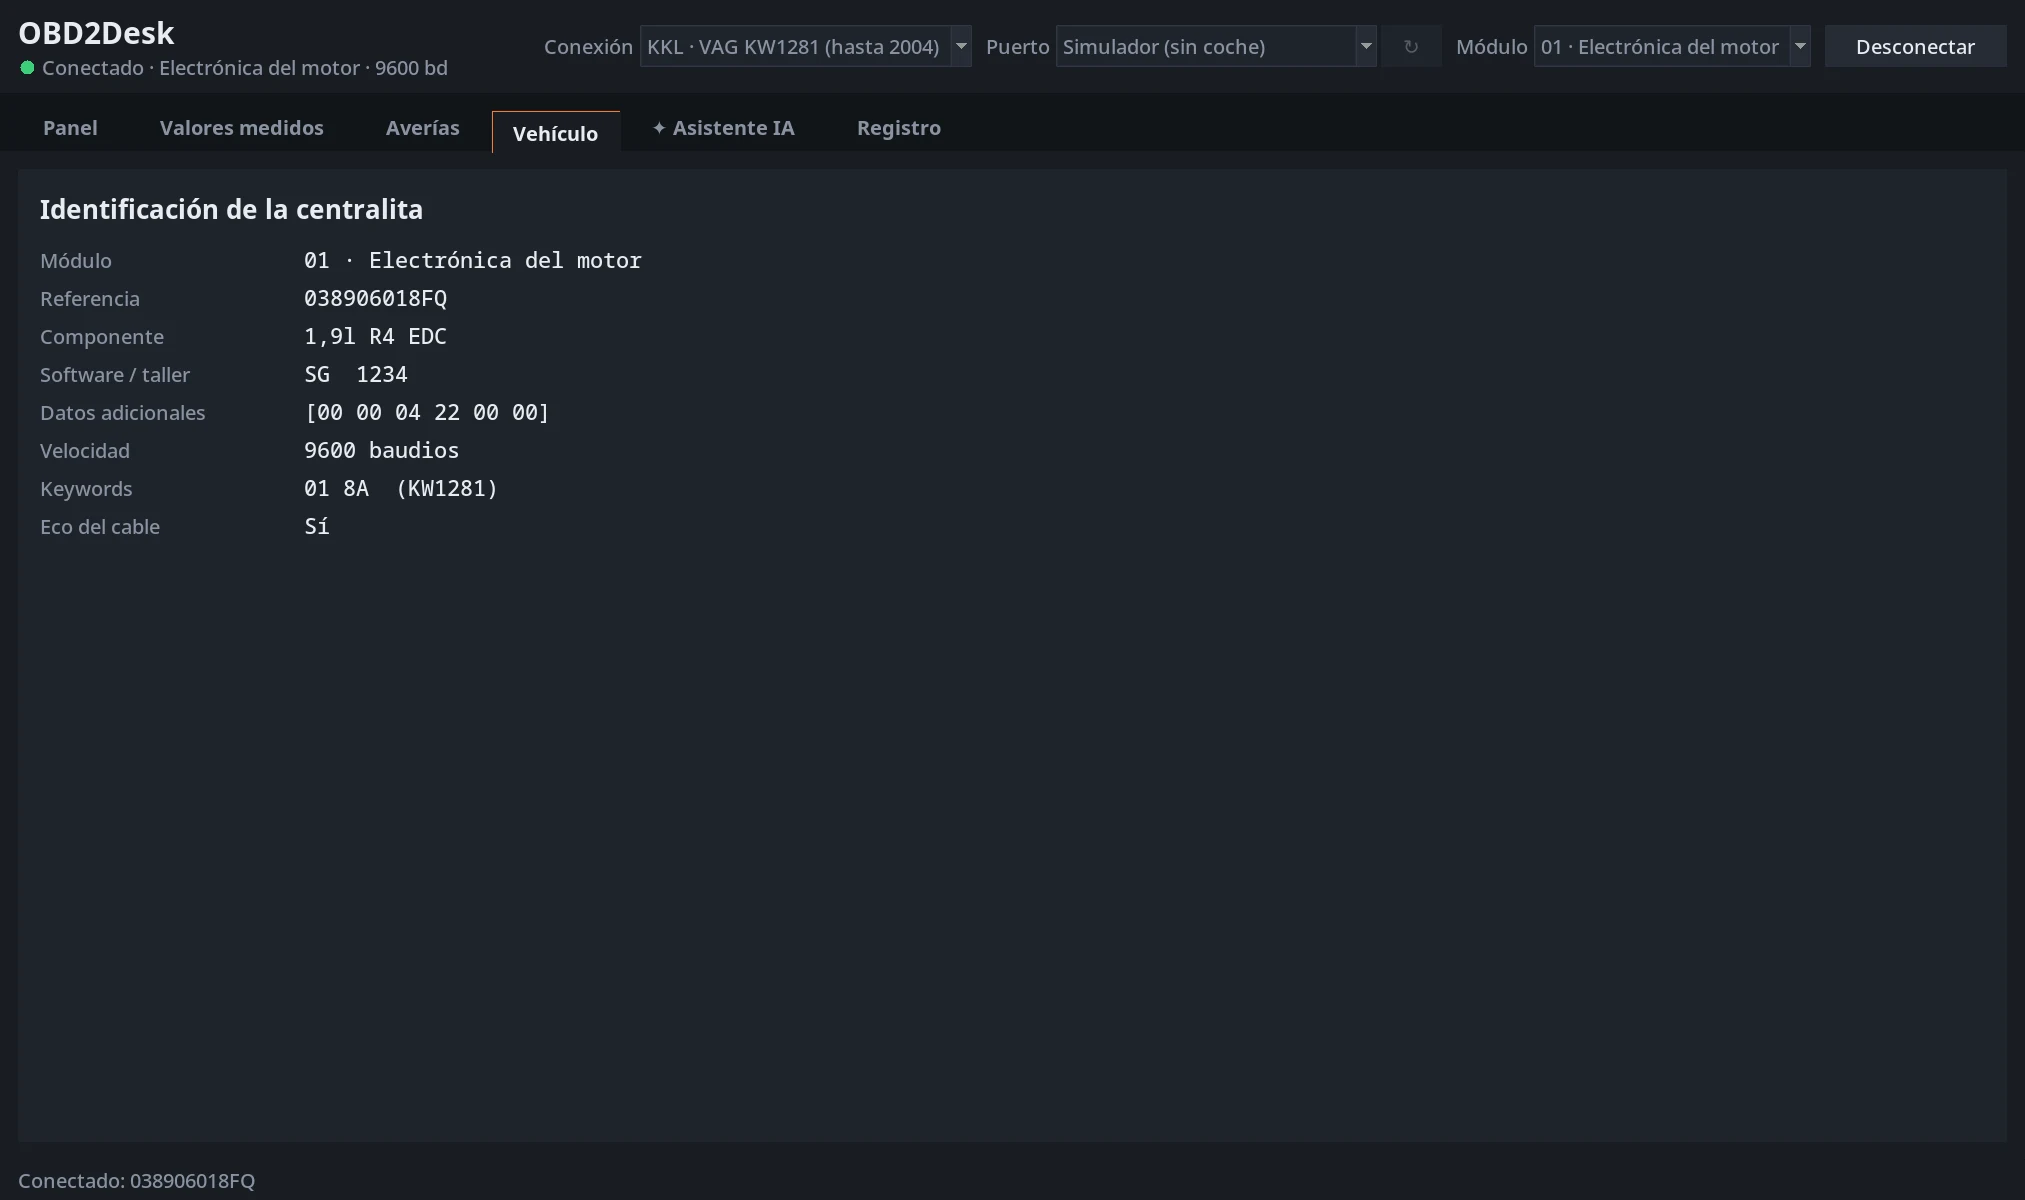 OBD2Desk
Conectado · Electrónica del motor · 9600 bd
Conexión KKL · VAG KW1281 (hasta 2004) Puerto Simulador (sin coche) ↻ Módulo 01 · Electrónica del motor Desconectar
Panel Valores medidos Averías Vehículo ✦ Asistente IA Registro
Identificación de la centralita
Módulo 01 · Electrónica del motor
Referencia 038906018FQ
Componente 1,9l R4 EDC
Software / taller SG  1234
Datos adicionales [00 00 04 22 00 00]
Velocidad 9600 baudios
Keywords 01 8A  (KW1281)
Eco del cable Sí
Conectado: 038906018FQ